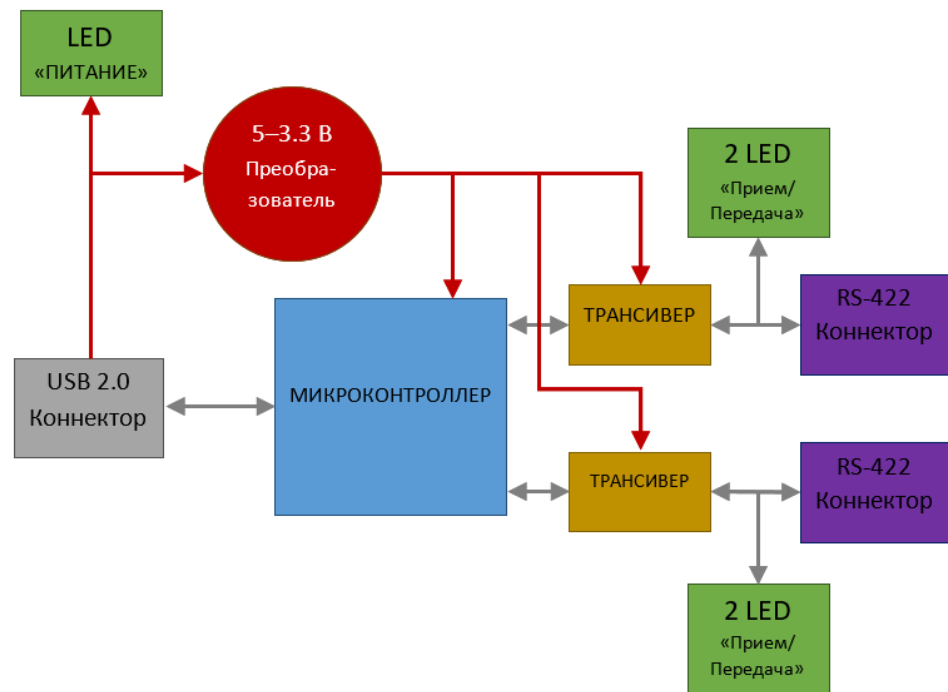 LED
«ПИТАНИЕ»
5–3.3 В
Преобра-
зователь
2 LED
«Прием/
Передача»
RS-422
Коннектор
ТРАНСИВЕР
USB 2.0
Коннектор
МИКРОКОНТРОЛЛЕР
RS-422
Коннектор
ТРАНСИВЕР
2 LED
«Прием/
Передача»